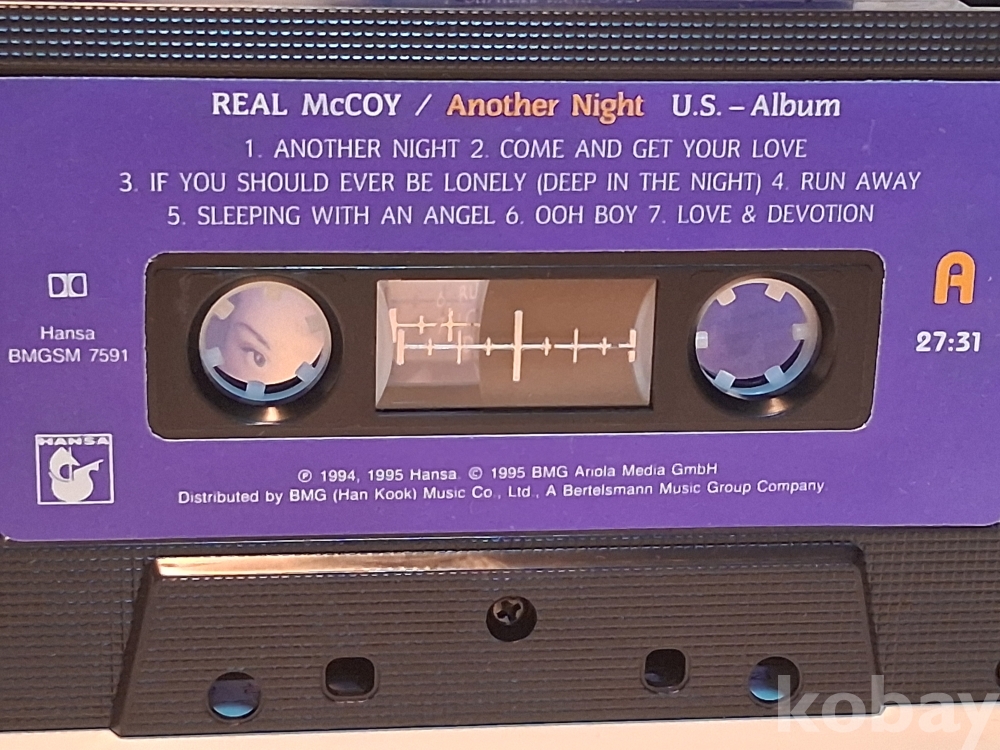 REAL McCOY / Another Night U.S. – Album
1. ANOTHER NIGHT 2. COME AND GET YOUR LOVE
3. IF YOU SHOULD EVER BE LONELY (DEEP IN THE NIGHT) 4. RUN AWAY
5. SLEEPING WITH AN ANGEL 6. OOH BOY 7. LOVE & DEVOTION
A
27:31
Hansa
BMGSM 7591
HANSA
℗ 1994, 1995 Hansa. © 1995 BMG Ariola Media GmbH
Distributed by BMG (Han Kook) Music Co., Ltd., A Bertelsmann Music Group Company.
kobay